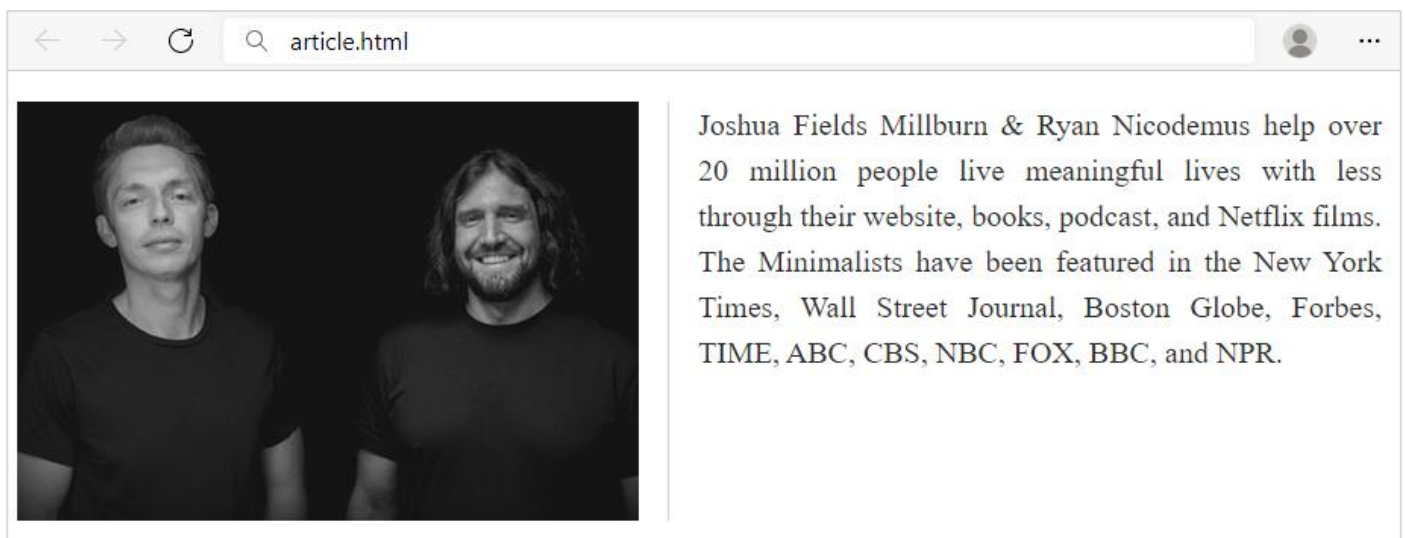 article.html
Joshua Fields Millburn & Ryan Nicodemus help over
20 million people live meaningful lives with less
through their website, books, podcast, and Netflix films.
The Minimalists have been featured in the New York
Times, Wall Street Journal, Boston Globe, Forbes,
TIME, ABC, CBS, NBC, FOX, BBC, and NPR.